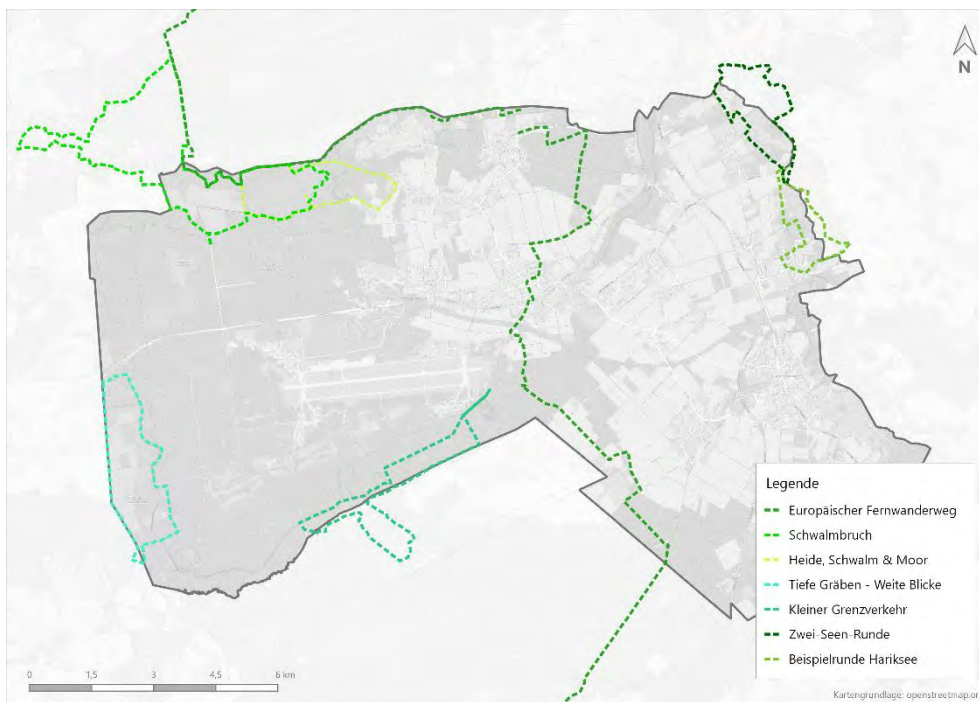 N
Legende
Europäischer Fernwanderweg
Schwalmbruch
Heide, Schwalm & Moor
Tiefe Gräben - Weite Blicke
Kleiner Grenzverkehr
Zwei-Seen-Runde
Beispielrunde Hariksee
0 1,5 3 4,5 6 km
Kartengrundlage: openstreetmap.or